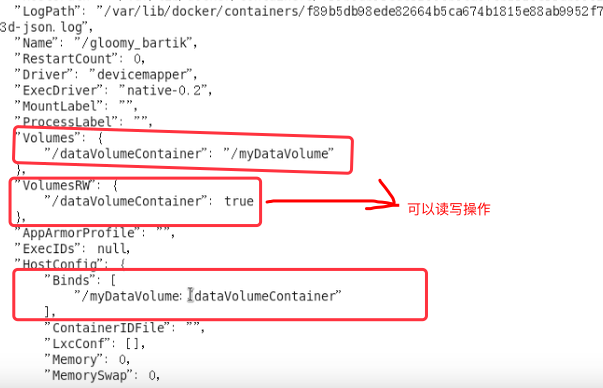 "LogPath": "/var/lib/docker/containers/f89b5db98ede82664b5ca674b1815e88ab9952f7
3d-json.log",
"Name": "/gloomy_bartik",
"RestartCount": 0,
"Driver": "devicemapper",
"ExecDriver": "native-0.2",
"MountLabel": "",
"ProcessLabel": "",
"Volumes": {
"/dataVolumeContainer": "/myDataVolume"
},
"VolumesRW": {
"/dataVolumeContainer": true
},
可以读写操作
"AppArmorProfile": "",
"ExecIDs": null,
"HostConfig": {
"Binds": [
"/myDataVolume:/dataVolumeContainer"
],
"ContainerIDFile": "",
"LxcConf": [],
"Memory": 0,
"MemorySwap": 0,